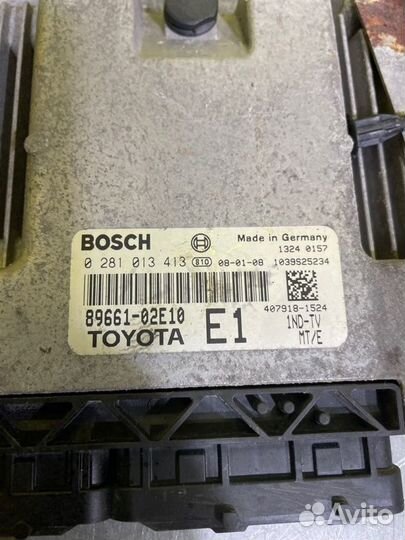 BOSCH Made in Germany
1324 0157
0 281 013 413 810 08-01-08 1039S25234
407918-1524
89661-02E10 E1 1ND-TV
TOYOTA MT/E
Avito